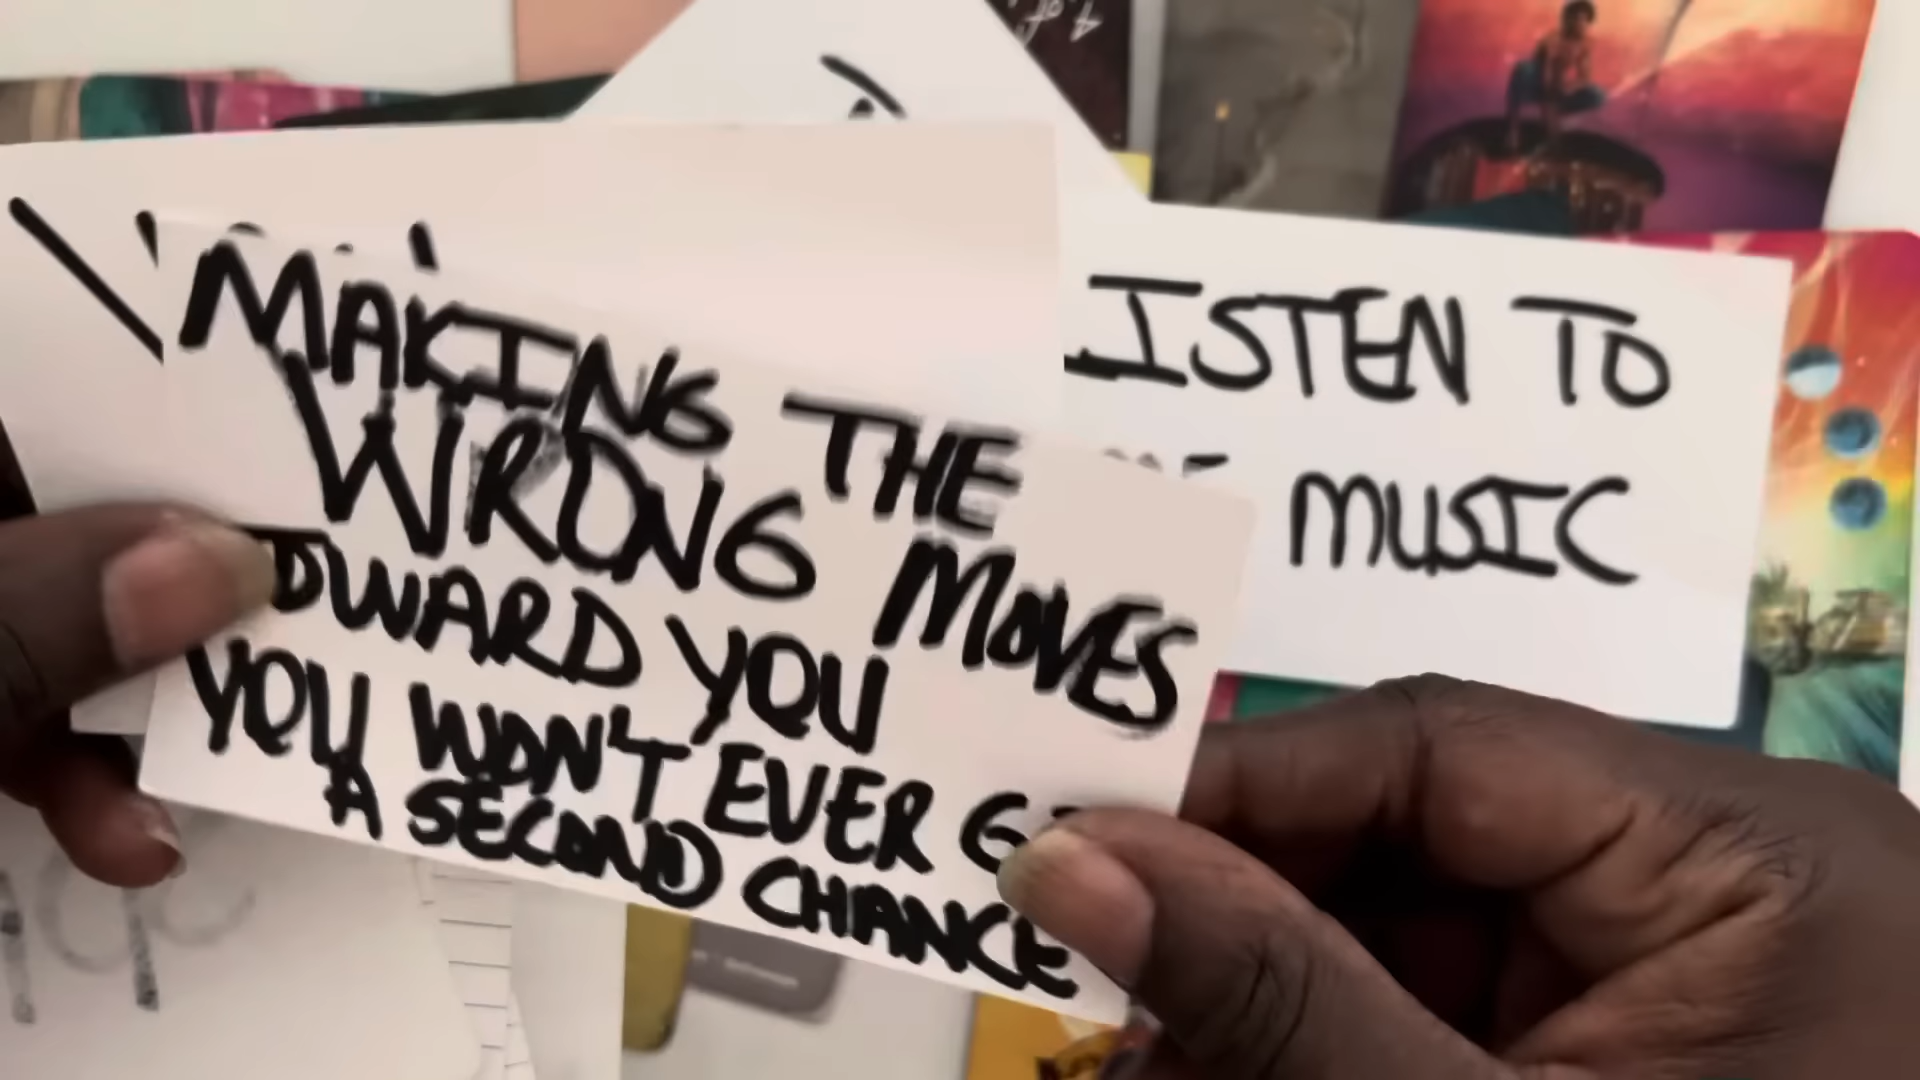 MAKING THE
WRONG MOVES
TOWARD YOU
YOU WON'T EVER
A SECOND CHANCE
LISTEN TO
MUSIC